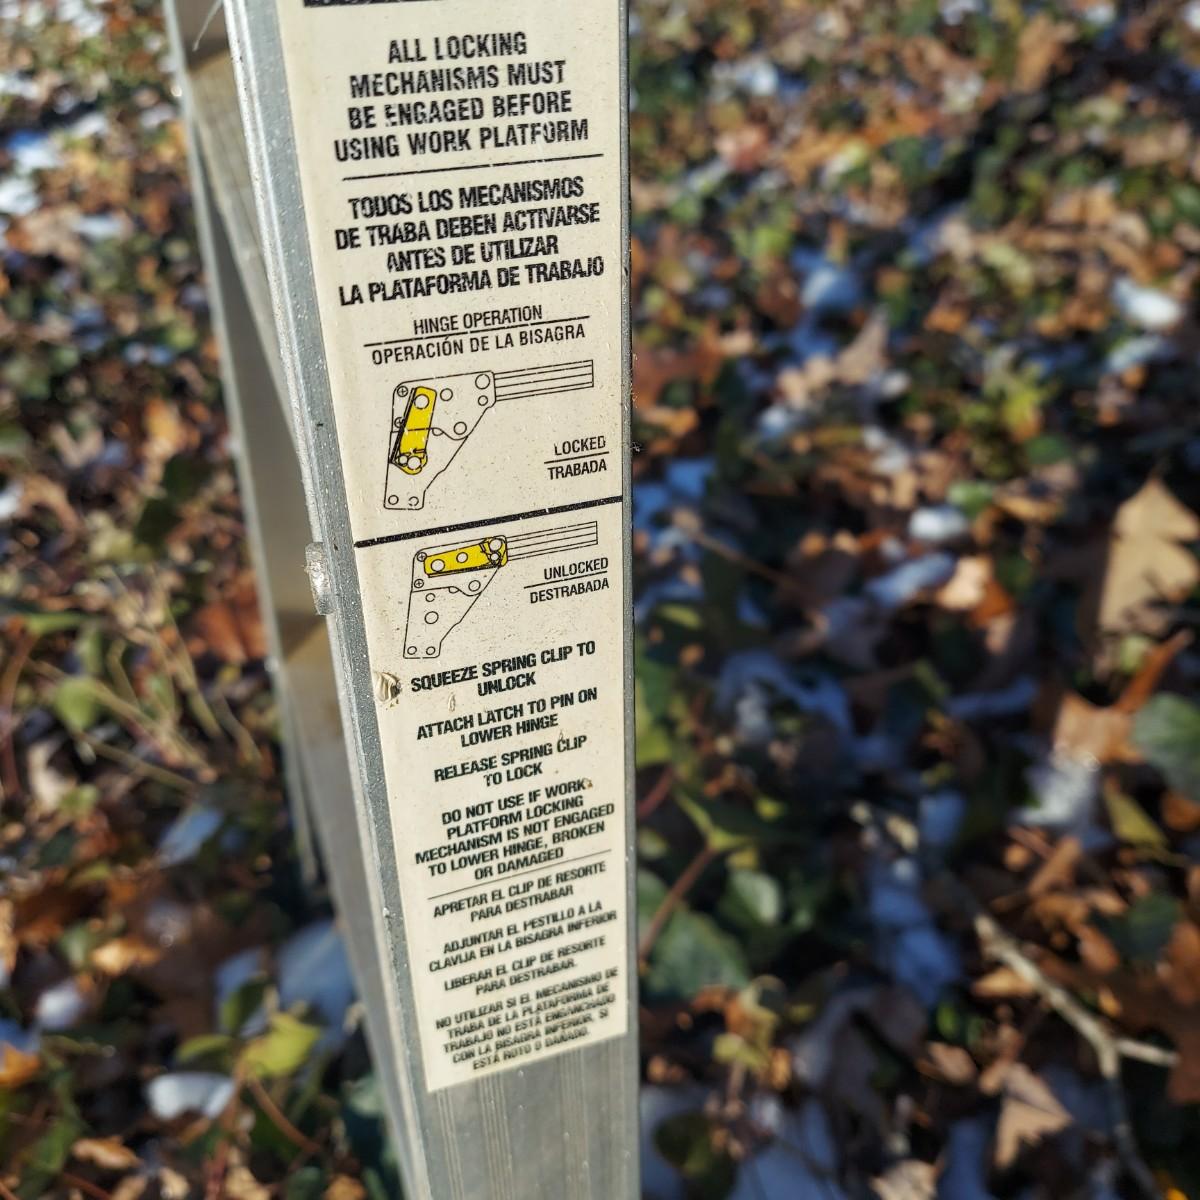 ALL LOCKING
MECHANISMS MUST
BE ENGAGED BEFORE
USING WORK PLATFORM
TODOS LOS MECANISMOS
DE TRABA DEBEN ACTIVARSE
ANTES DE UTILIZAR
LA PLATAFORMA DE TRABAJO
HINGE OPERATION
OPERACIÓN DE LA BISAGRA
LOCKED
TRABADA
UNLOCKED
DESTRABADA
SQUEEZE SPRING CLIP TO
UNLOCK
ATTACH LATCH TO PIN ON
LOWER HINGE
RELEASE SPRING CLIP
TO LOCK
DO NOT USE IF WORK
PLATFORM LOCKING
MECHANISM IS NOT ENGAGED
TO LOWER HINGE, BROKEN
OR DAMAGED
APRETAR EL CLIP DE RESORTE
PARA DESTRABAR
ADJUNTAR EL PESTILLO A LA
CLAVIJA EN LA BISAGRA INFERIOR
LIBERAR EL CLIP DE RESORTE
PARA DESTRABAR.
NO UTILIZAR SI EL MECANISMO DE
TRABA DE LA PLATAFORMA DE
TRABAJO NO ESTÁ ENGANCHADO
CON LA BISAGRA INFERIOR, SI
ESTÁ ROTO O DAÑADO.